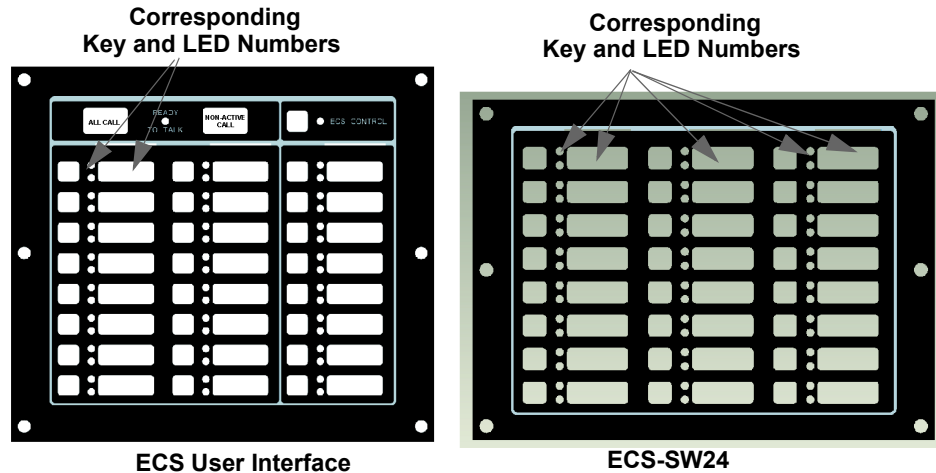 Corresponding
Key and LED Numbers
ALL CALL
READY
TO TALK
NON-ACTIVE
CALL
ECS CONTROL
ECS User Interface
Corresponding
Key and LED Numbers
ECS-SW24